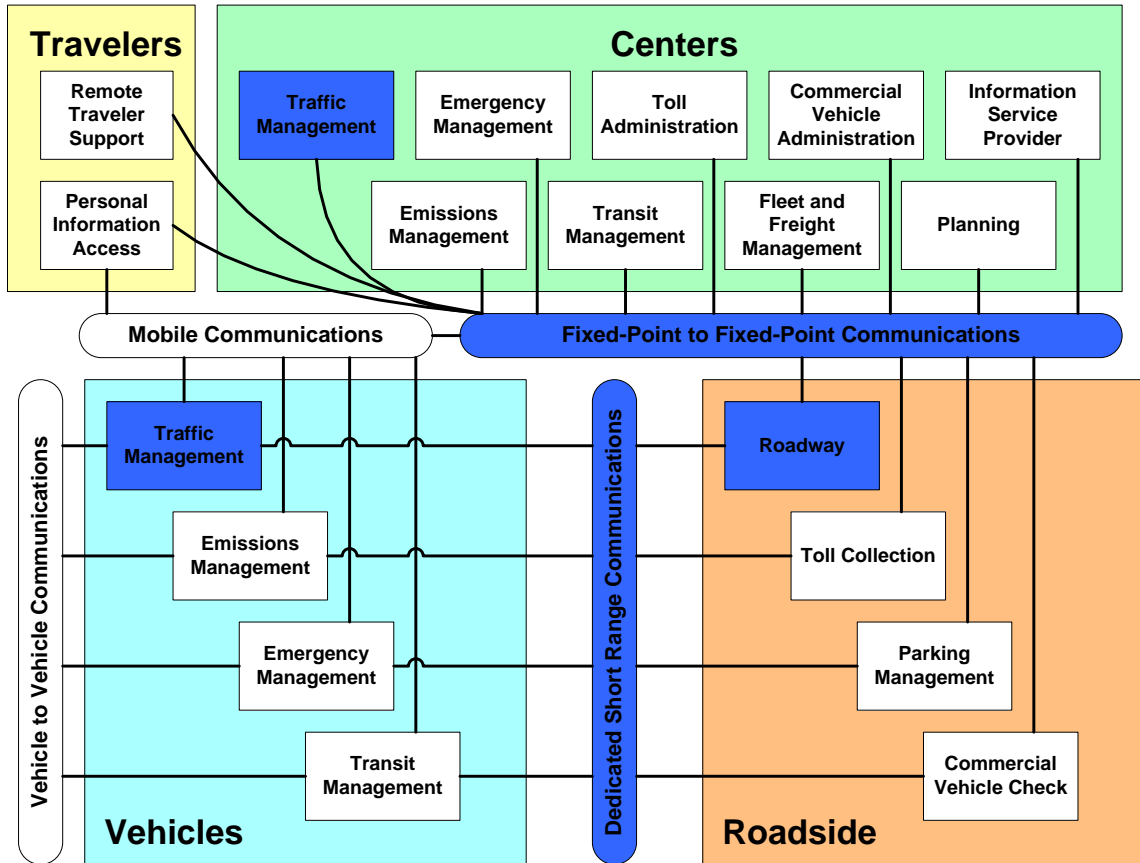 Travelers
Remote
Traveler
Support
Personal
Information
Access
Centers
Traffic
Management
Emergency
Management
Toll
Administration
Commercial
Vehicle
Administration
Information
Service
Provider
Emissions
Management
Transit
Management
Fleet and
Freight
Management
Planning
Mobile Communications
Fixed-Point to Fixed-Point Communications
Vehicle to Vehicle Communications
Traffic
Management
Emissions
Management
Emergency
Management
Transit
Management
Vehicles
Dedicated Short Range Communications
Roadway
Toll Collection
Parking
Management
Commercial
Vehicle Check
Roadside